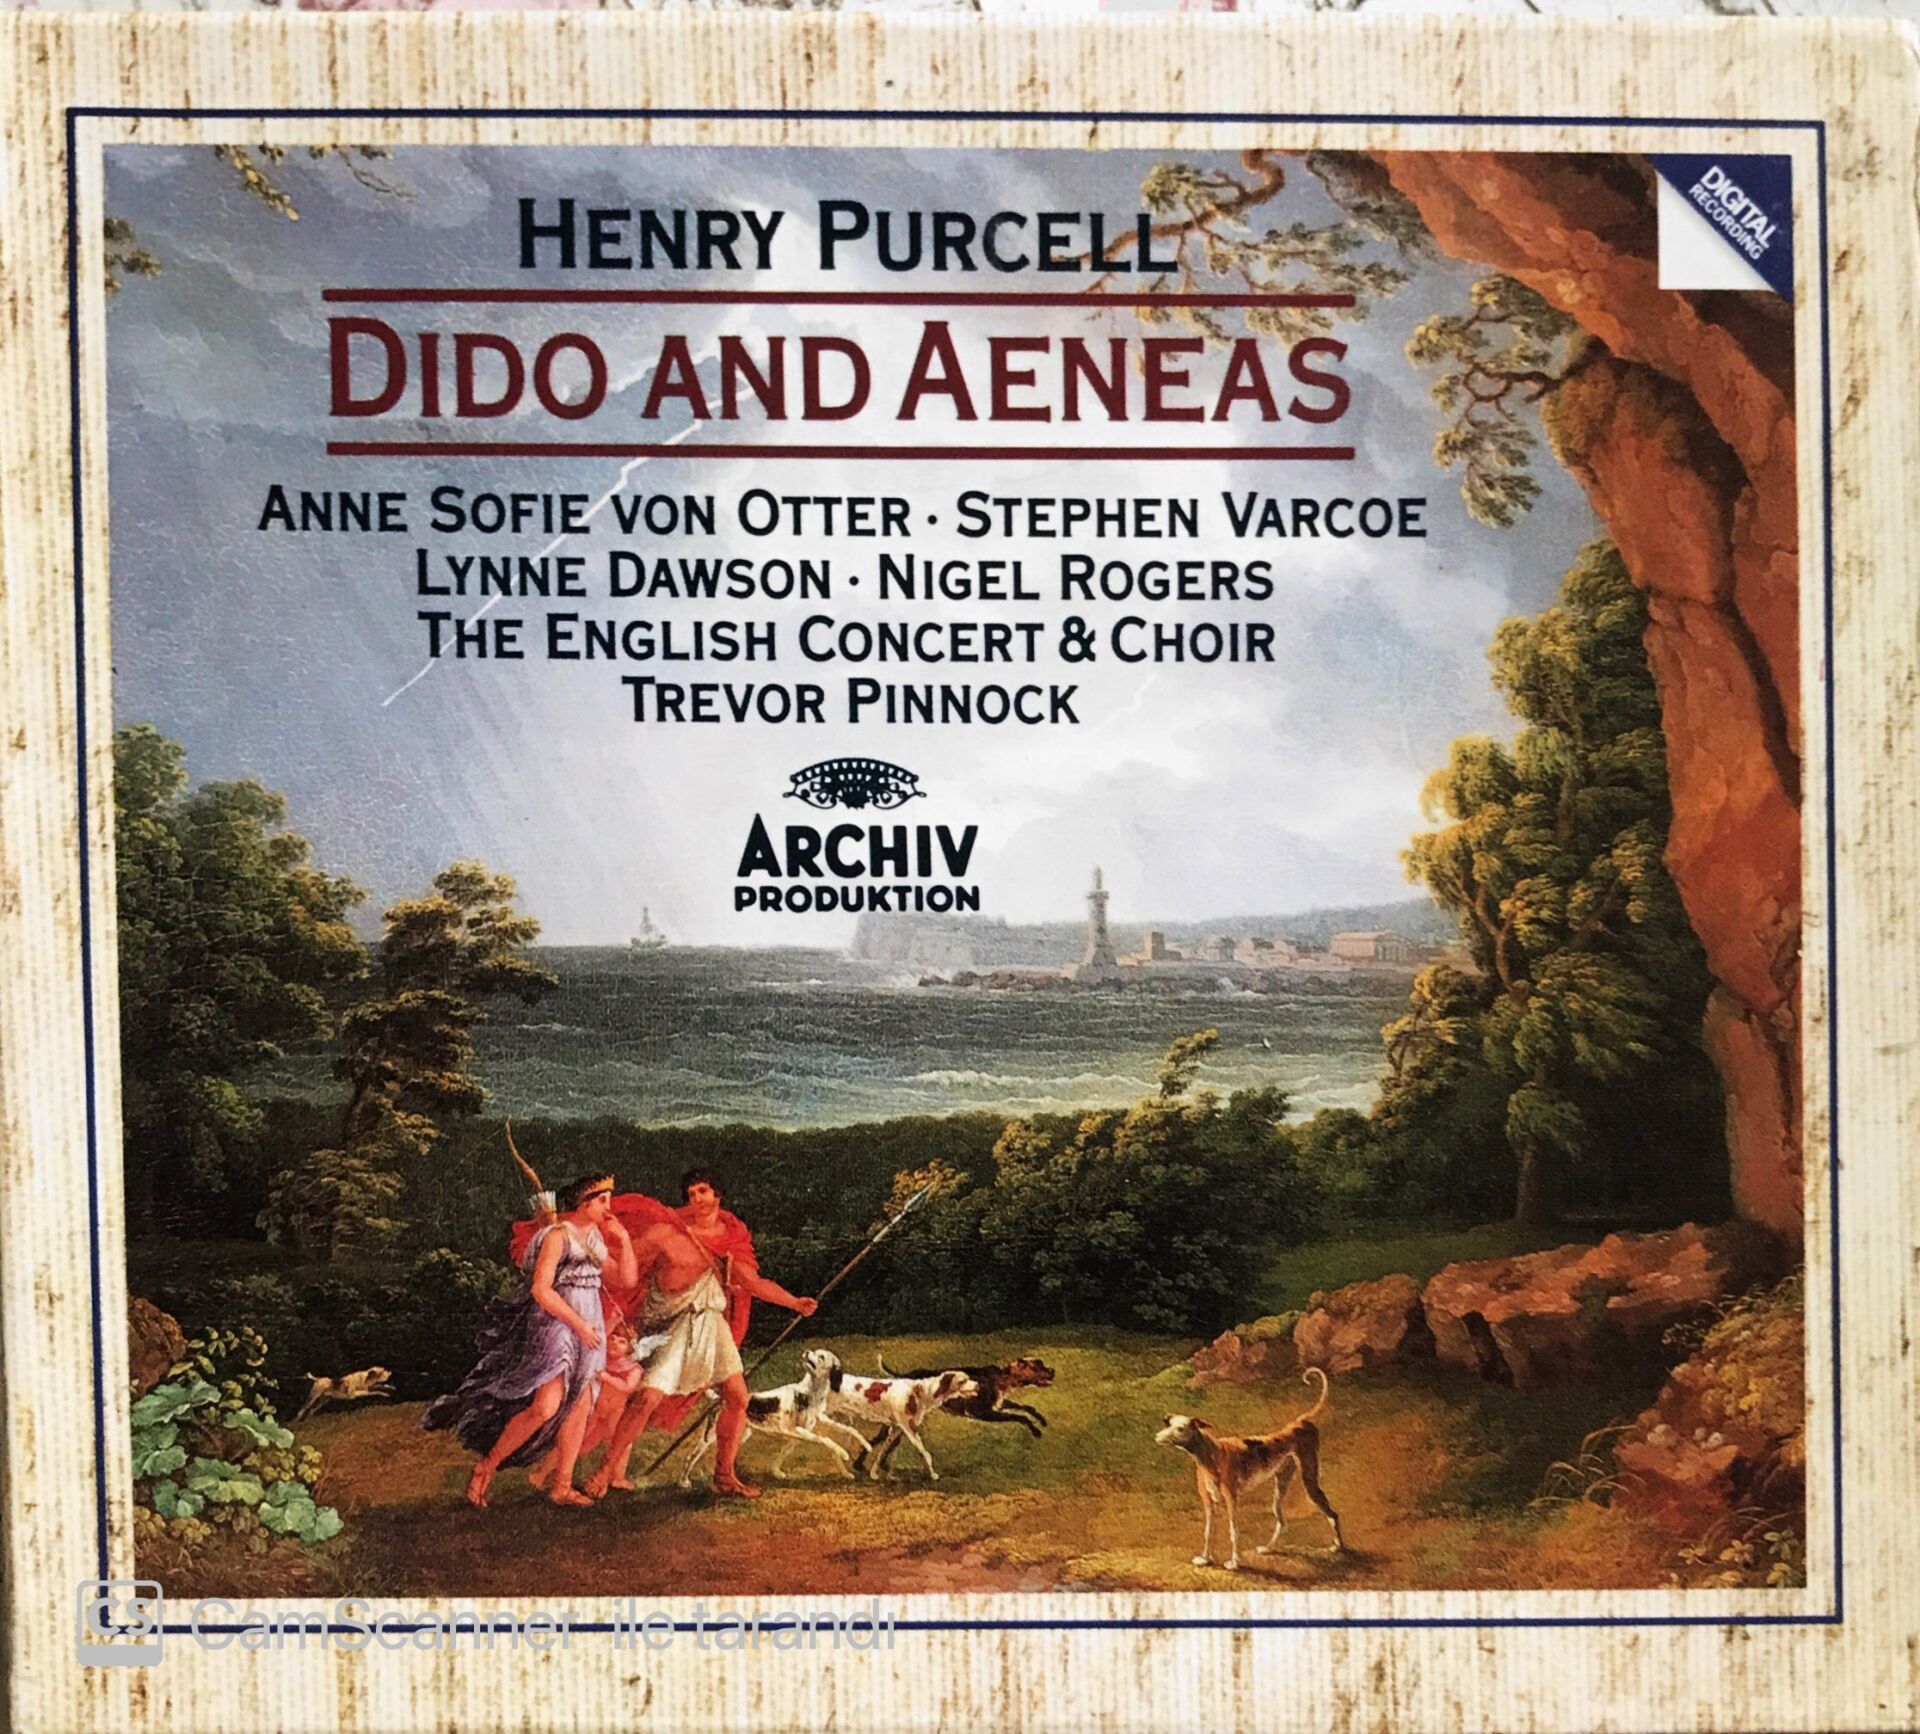 DIGITAL
RECORDING
HENRY PURCELL
DIDO AND AENEAS
ANNE SOFIE VON OTTER · STEPHEN VARCOE
LYNNE DAWSON · NIGEL ROGERS
THE ENGLISH CONCERT & CHOIR
TREVOR PINNOCK
ARCHIV
PRODUKTION
CS CamScanner ile tarandı